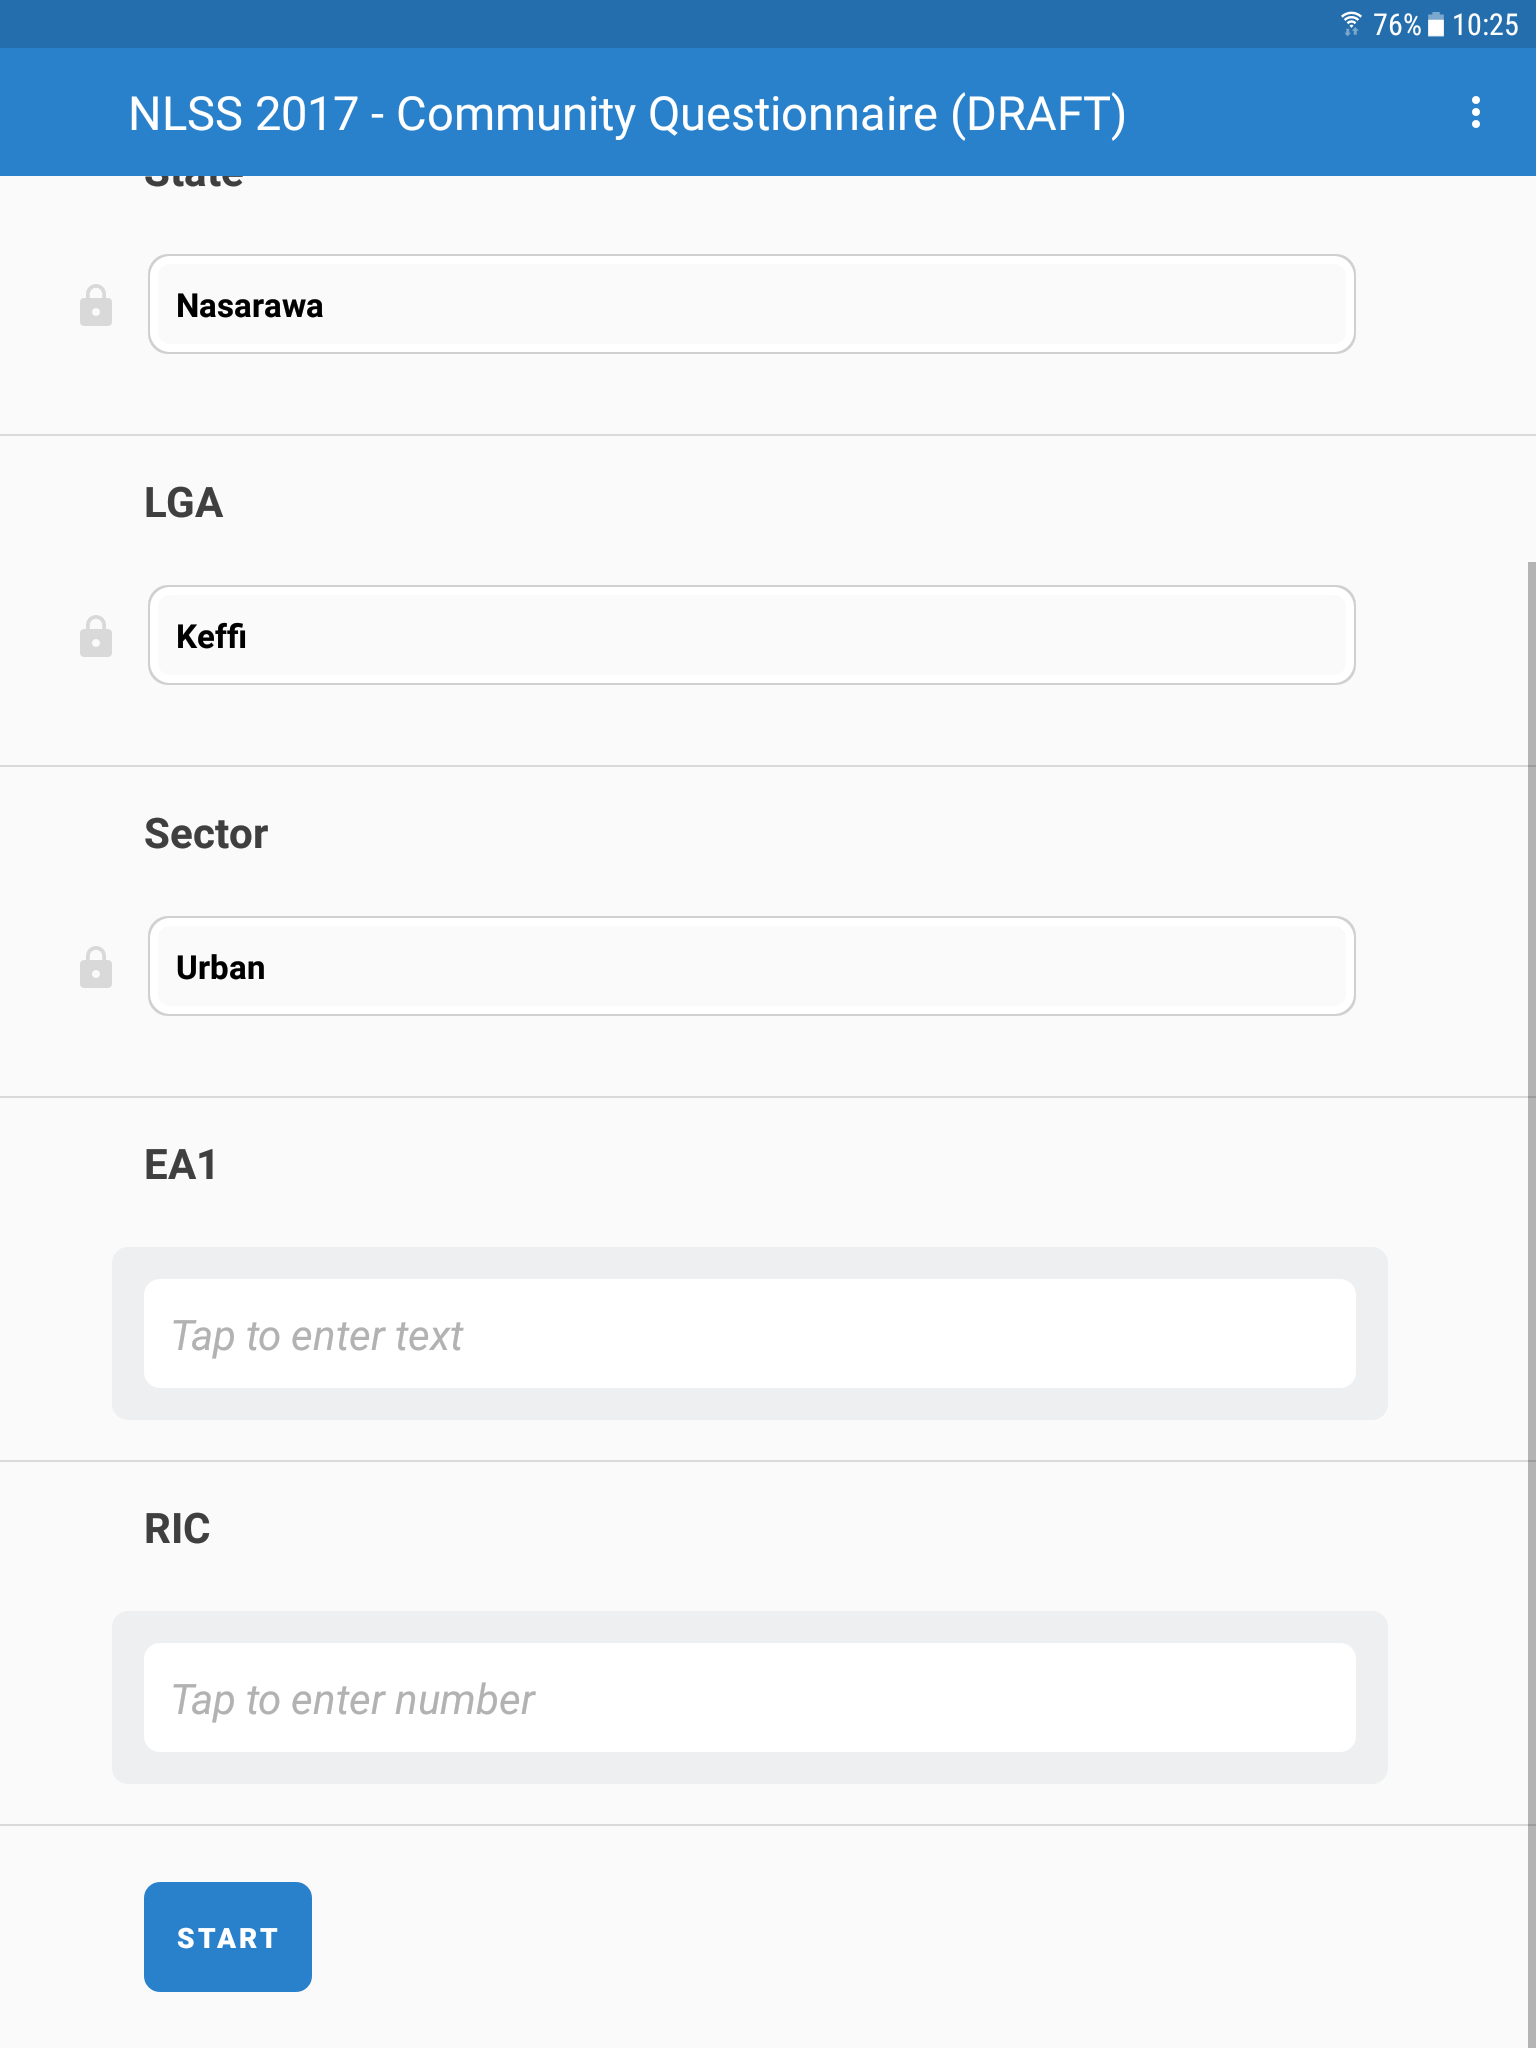 76% 10:25
NLSS 2017 - Community Questionnaire (DRAFT)
State
Nasarawa
LGA
Keffi
Sector
Urban
EA1
Tap to enter text
RIC
Tap to enter number
START